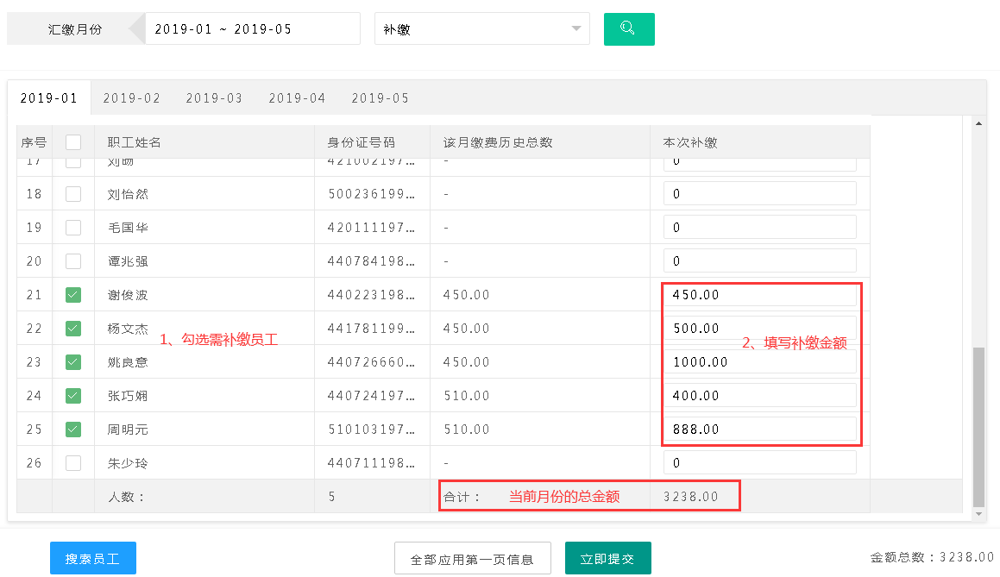 汇缴月份 2019-01 ~ 2019-05 补缴
2019-01 2019-02 2019-03 2019-04 2019-05
序号 职工姓名 身份证号码 该月缴费历史总数 本次补缴
17 421002197... - 0
18 刘怡然 500236199... - 0
19 毛国华 420111197... - 0
20 谭兆强 440784198... - 0
21 谢俊波 440223198... 450.00 450.00
22 杨文杰 441781199... 450.00 500.00
1、勾选需补缴员工 2、填写补缴金额
23 姚良意 440726660... 450.00 1000.00
24 张巧娴 440724197... 510.00 400.00
25 周明元 510103197... 510.00 888.00
26 朱少玲 440711198... - 0
人数： 5 合计： 当前月份的总金额 3238.00
搜索员工 全部应用第一页信息 立即提交 金额总数：3238.00